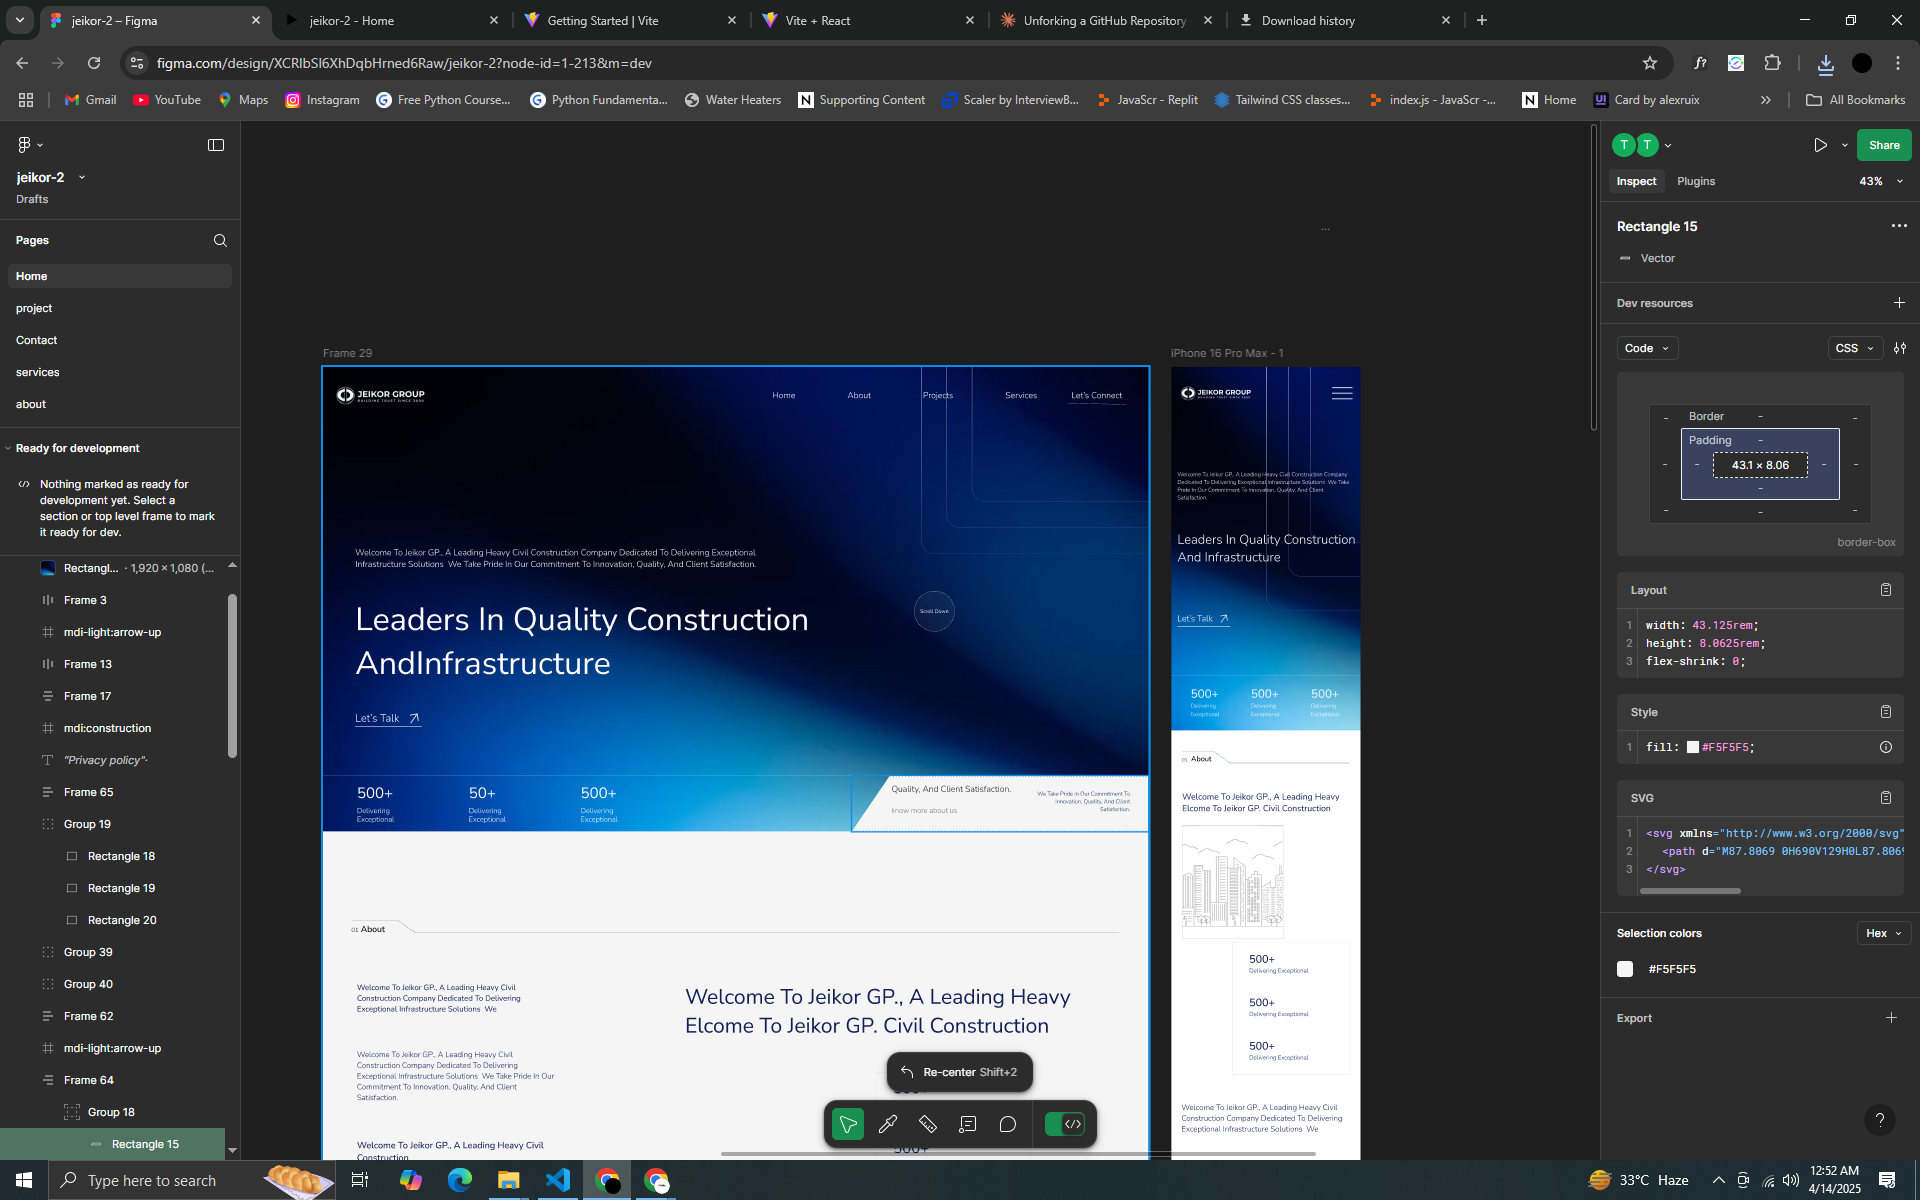 jeikor-2 – Figma
jeikor-2 - Home
Getting Started | Vite
Vite + React
Unforking a GitHub Repository
Download history
figma.com/design/XCRlbSl6XhDqbHrned6Raw/jeikor-2?node-id=1-213&m=dev
f?
Gmail
YouTube
Maps
Instagram
Free Python Course...
Python Fundamenta...
Water Heaters
Supporting Content
Scaler by InterviewB...
JavaScr - Replit
Tailwind CSS classes...
index.js - JavaScr -...
Home
Card by alexruix
All Bookmarks
jeikor-2
Drafts
Pages
Home
project
Contact
services
about
Ready for development
Nothing marked as ready for
development yet. Select a
section or top level frame to mark
it ready for dev.
Rectangl... · 1,920 × 1,080 (...
Frame 3
mdi-light:arrow-up
Frame 13
Frame 17
mdi:construction
"Privacy policy"·
Frame 65
Group 19
Rectangle 18
Rectangle 19
Rectangle 20
Group 39
Group 40
Frame 62
mdi-light:arrow-up
Frame 64
Group 18
Rectangle 15
...
Frame 29
JEIKOR GROUP
BUILDING TRUST SINCE 2000
Home
About
Projects
Services
Let's Connect
Welcome To Jeikor GP., A Leading Heavy Civil Construction Company Dedicated To Delivering Exceptional
Infrastructure Solutions We Take Pride In Our Commitment To Innovation, Quality, And Client Satisfaction.
Leaders In Quality Construction
AndInfrastructure
Scroll Down
Let's Talk
500+
Delivering
Exceptional
50+
Delivering
Exceptional
500+
Delivering
Exceptional
Quality, And Client Satisfaction.
know more about us
We Take Pride In Our Commitment To
Innovation, Quality, And Client
Satisfaction.
01 About
Welcome To Jeikor GP., A Leading Heavy Civil
Construction Company Dedicated To Delivering
Exceptional Infrastructure Solutions We
Welcome To Jeikor GP., A Leading Heavy
Elcome To Jeikor GP. Civil Construction
Welcome To Jeikor GP., A Leading Heavy Civil
Construction Company Dedicated To Delivering
Exceptional Infrastructure Solutions We Take Pride In Our
Commitment To Innovation, Quality, And Client
Satisfaction.
Welcome To Jeikor GP., A Leading Heavy Civil
Construction
Re-center Shift+2
iPhone 16 Pro Max - 1
JEIKOR GROUP
BUILDING TRUST SINCE 2000
Welcome To Jeikor GP., A Leading Heavy Civil Construction Company
Dedicated To Delivering Exceptional Infrastructure Solutions We Take
Pride In Our Commitment To Innovation, Quality, And Client
Satisfaction.
Leaders In Quality Construction
And Infrastructure
Let's Talk
500+
Delivering
Exceptional
500+
Delivering
Exceptional
500+
Delivering
Exceptional
01 About
Welcome To Jeikor GP., A Leading Heavy
Elcome To Jeikor GP. Civil Construction
500+
Delivering Exceptional
500+
Delivering Exceptional
500+
Delivering Exceptional
Welcome To Jeikor GP., A Leading Heavy Civil
Construction Company Dedicated To Delivering
Exceptional Infrastructure Solutions We
T
T
Share
Inspect
Plugins
43%
Rectangle 15
Vector
Dev resources
Code
CSS
Border
-
Padding
-
43.1 × 8.06
border-box
Layout
1 width: 43.125rem;
2 height: 8.0625rem;
3 flex-shrink: 0;
Style
1 fill: #F5F5F5;
SVG
1 <svg xmlns="http://www.w3.org/2000/svg"
2 <path d="M87.8069 0H690V129H0L87.8069
3 </svg>
Selection colors
Hex
#F5F5F5
Export
?
Type here to search
33°C Haze
12:52 AM
4/14/2025